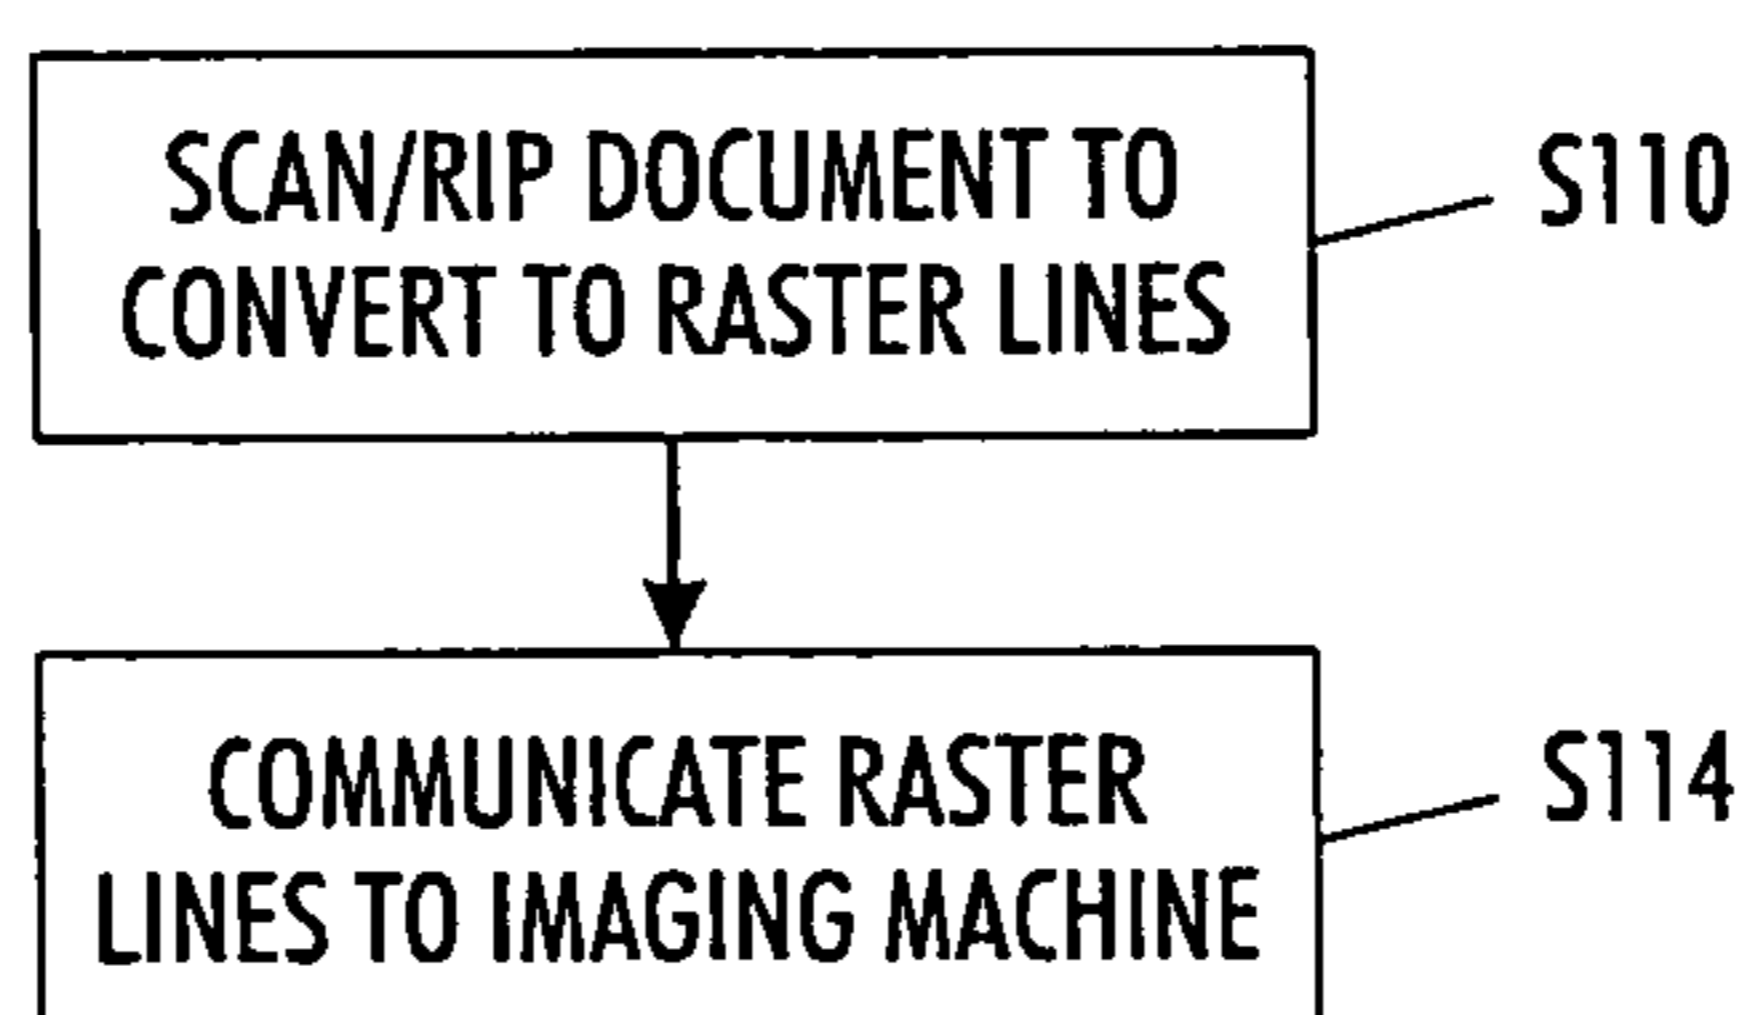 SCAN/RIP DOCUMENT TO
CONVERT TO RASTER LINES
S110
COMMUNICATE RASTER
LINES TO IMAGING MACHINE
S114